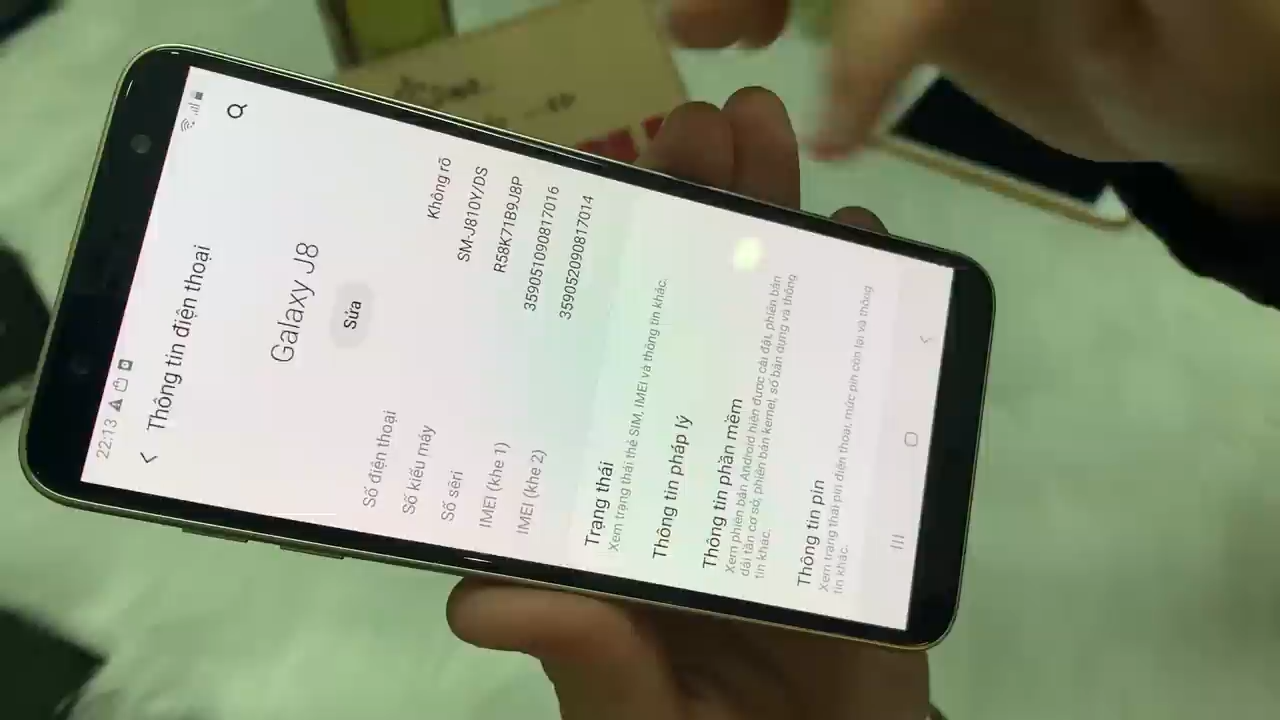 22:13
Thông tin điện thoại
Galaxy J8
Sửa
Số điện thoại Không rõ
Số kiểu máy SM-J810Y/DS
Số sêri R58K71B9J8P
IMEI (khe 1) 359051090817016
IMEI (khe 2) 359052090817014
Trạng thái
Xem trạng thái thẻ SIM, IMEI và thông tin khác.
Thông tin pháp lý
Thông tin phần mềm
Xem phiên bản Android hiện được cài đặt, phiên bản
dải tần cơ sở, phiên bản kernel, số bản dựng và thông
tin khác.
Thông tin pin
Xem trạng thái pin điện thoại, mức pin còn lại và thông
tin khác.